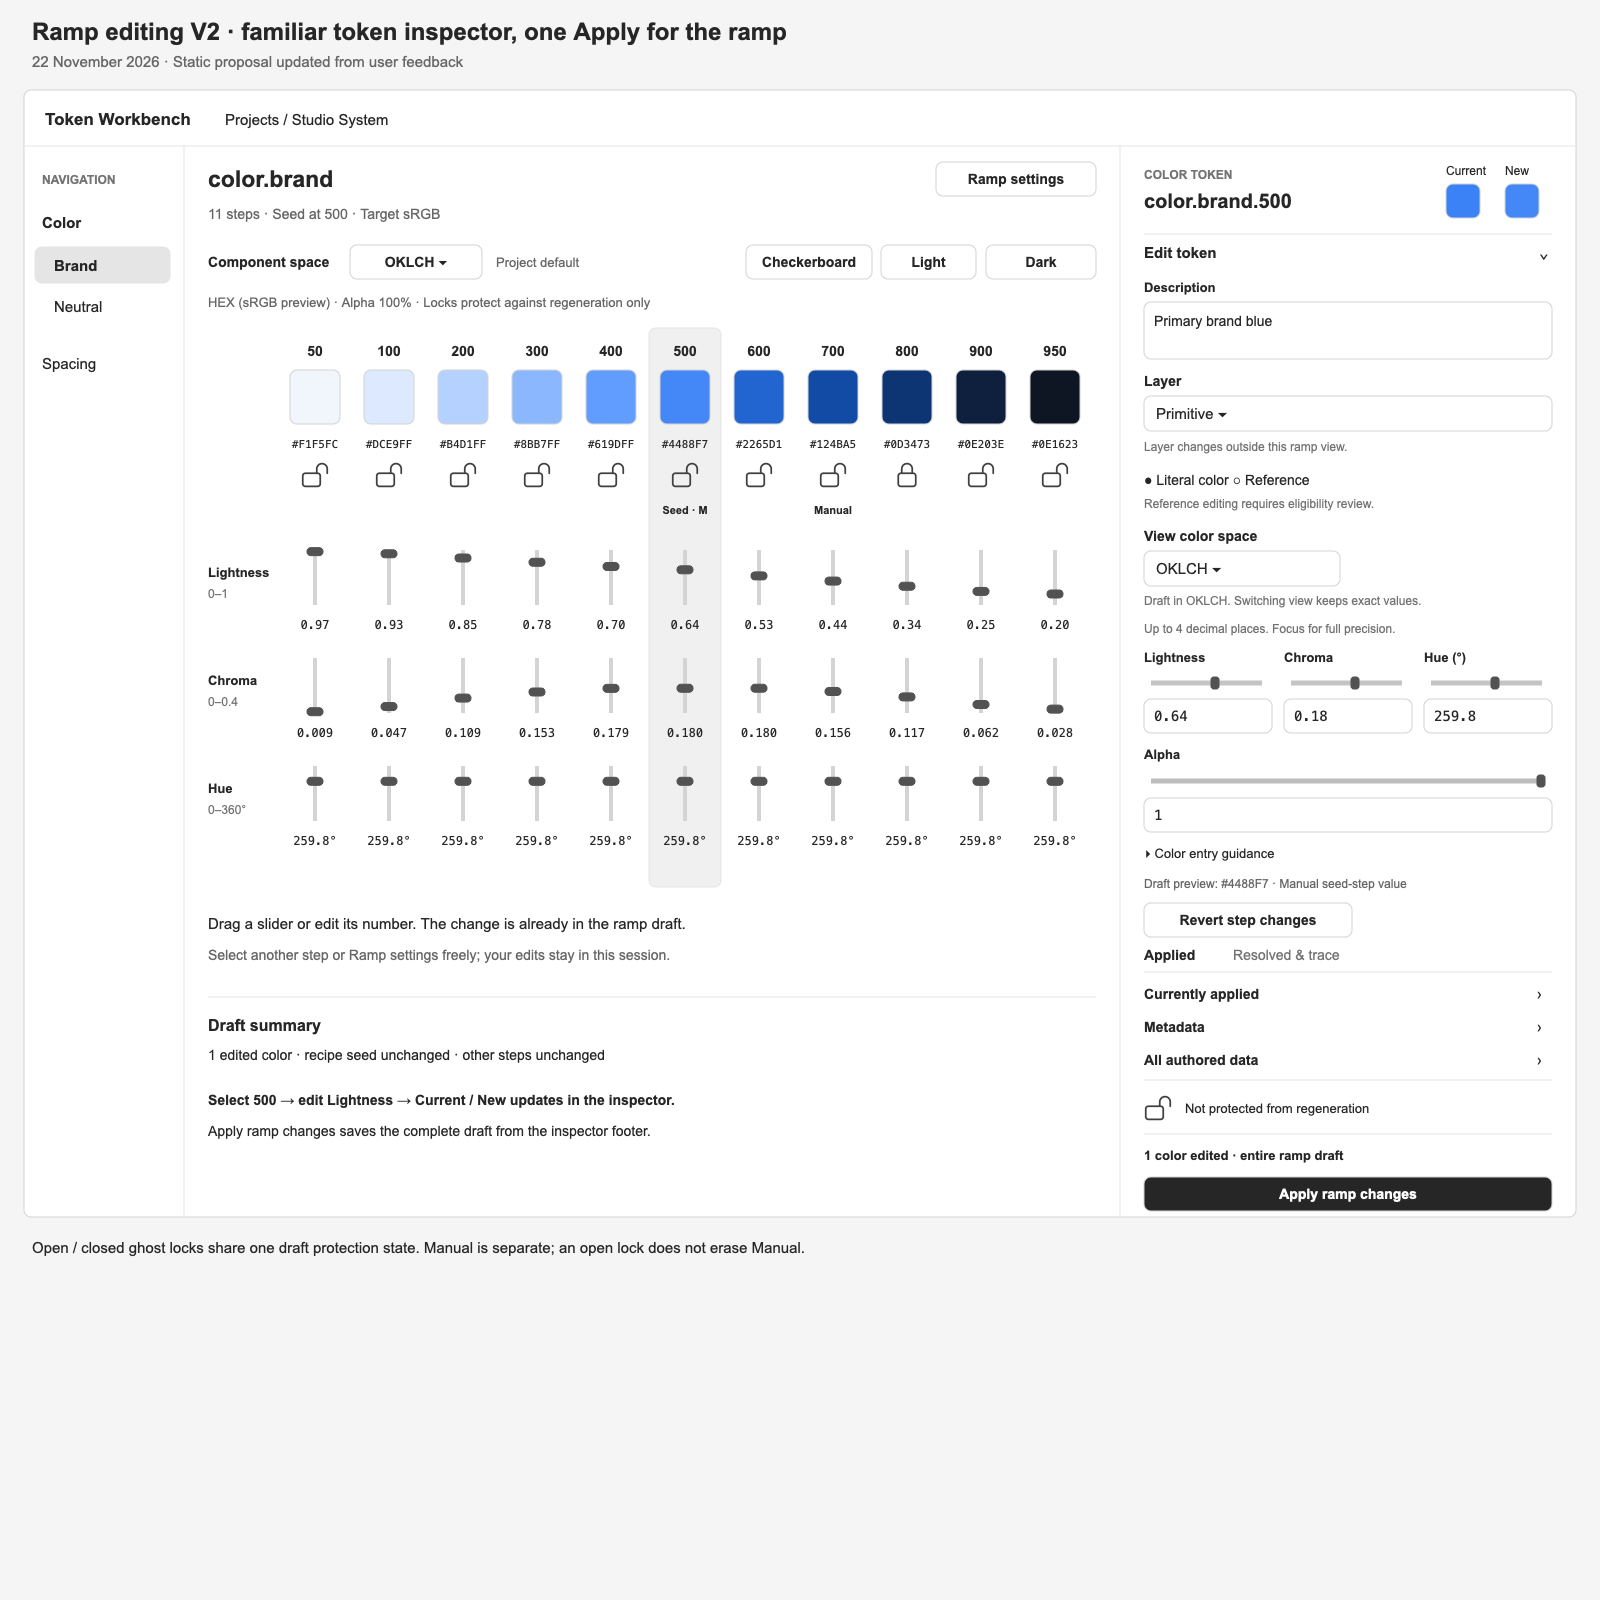 Ramp editing V2 · familiar token inspector, one Apply for the ramp
22 November 2026 · Static proposal updated from user feedback
Token Workbench
Projects / Studio System
NAVIGATION
Color
Brand
Neutral
Spacing
color.brand
Ramp settings
11 steps · Seed at 500 · Target sRGB
Component space
OKLCH
Project default
Checkerboard
Light
Dark
HEX (sRGB preview) · Alpha 100% · Locks protect against regeneration only
50 100 200 300 400 500 600 700 800 900 950
#F1F5FC #DCE9FF #B4D1FF #8BB7FF #619DFF #4488F7 #2265D1 #124BA5 #0D3473 #0E203E #0E1623
Seed · M
Manual
Lightness
0–1
0.97 0.93 0.85 0.78 0.70 0.64 0.53 0.44 0.34 0.25 0.20
Chroma
0–0.4
0.009 0.047 0.109 0.153 0.179 0.180 0.180 0.156 0.117 0.062 0.028
Hue
0–360°
259.8° 259.8° 259.8° 259.8° 259.8° 259.8° 259.8° 259.8° 259.8° 259.8° 259.8°
Drag a slider or edit its number. The change is already in the ramp draft.
Select another step or Ramp settings freely; your edits stay in this session.
Draft summary
1 edited color · recipe seed unchanged · other steps unchanged
Select 500 → edit Lightness → Current / New updates in the inspector.
Apply ramp changes saves the complete draft from the inspector footer.
COLOR TOKEN
color.brand.500
Current
New
Edit token
Description
Primary brand blue
Layer
Primitive
Layer changes outside this ramp view.
● Literal color ○ Reference
Reference editing requires eligibility review.
View color space
OKLCH
Draft in OKLCH. Switching view keeps exact values.
Up to 4 decimal places. Focus for full precision.
Lightness Chroma Hue (°)
0.64 0.18 259.8
Alpha
1
Color entry guidance
Draft preview: #4488F7 · Manual seed-step value
Revert step changes
Applied
Resolved & trace
Currently applied
Metadata
All authored data
Not protected from regeneration
1 color edited · entire ramp draft
Apply ramp changes
Open / closed ghost locks share one draft protection state. Manual is separate; an open lock does not erase Manual.